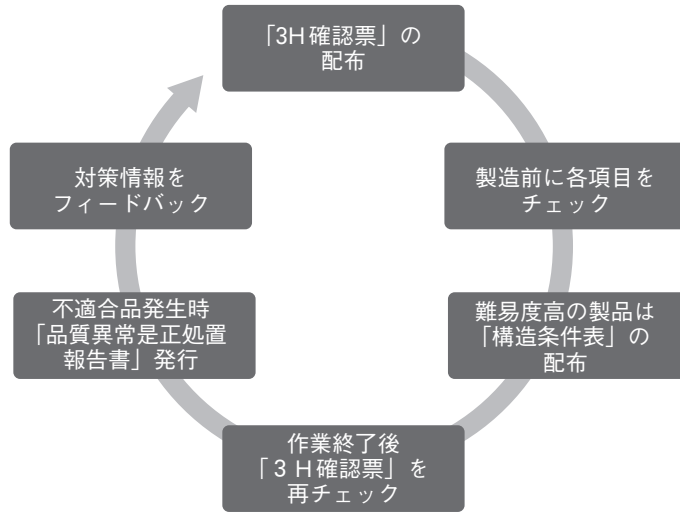 「3H確認票」の
配布
製造前に各項目を
チェック
難易度高の製品は
「構造条件表」の
配布
作業終了後
「３Ｈ確認票」を
再チェック
不適合品発生時
「品質異常是正処置
報告書」発行
対策情報を
フィードバック